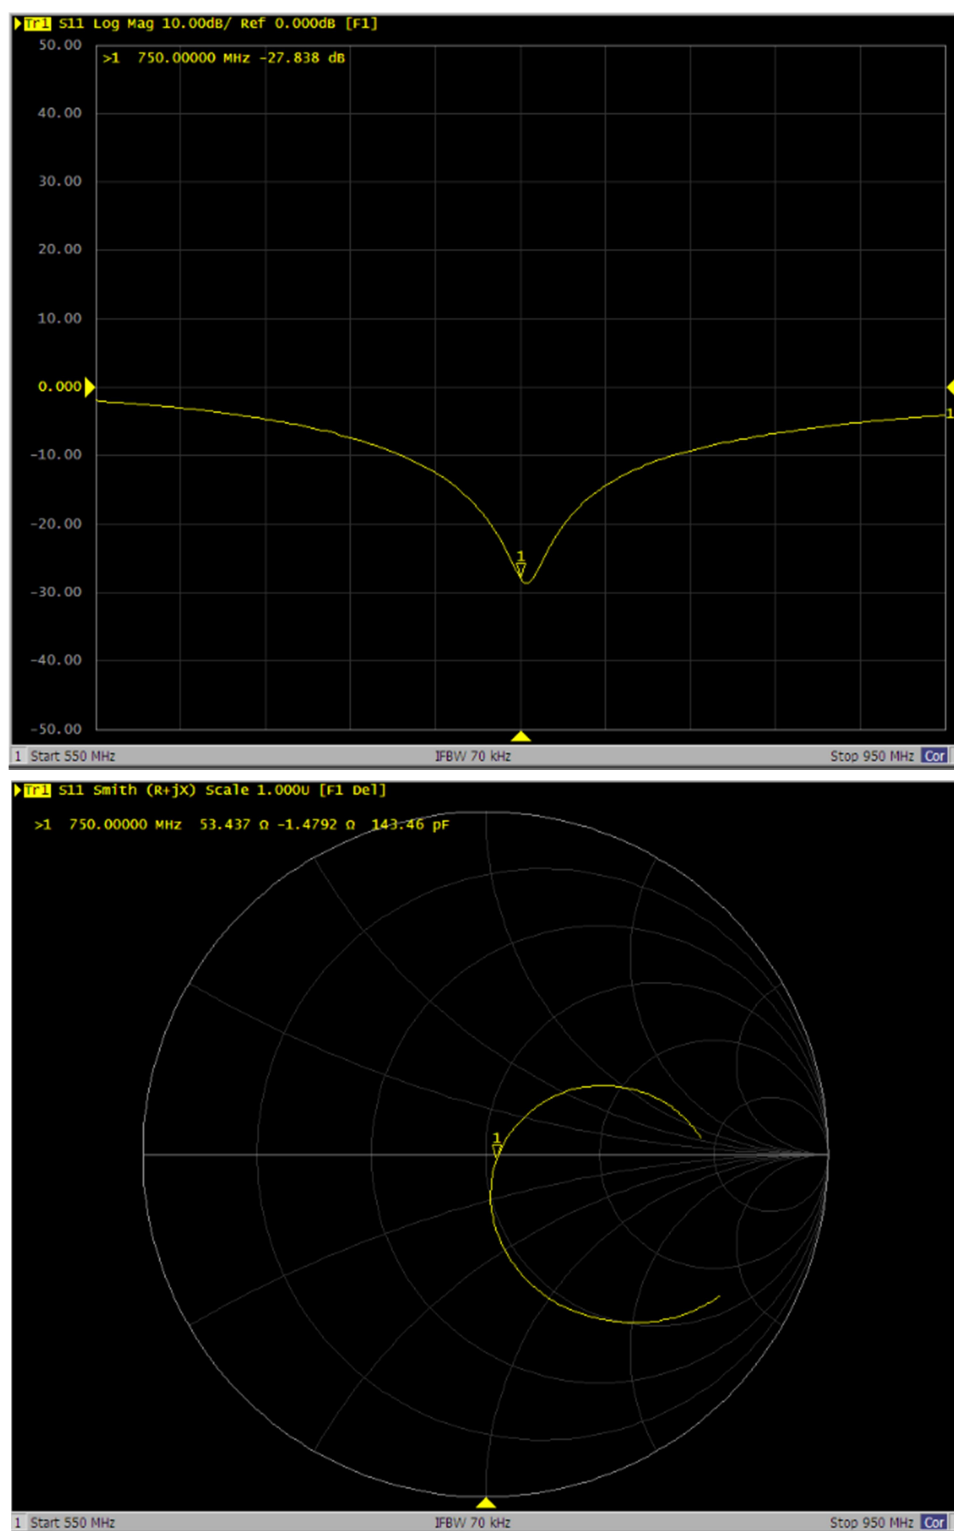 Tr1 S11 Log Mag 10.00dB/ Ref 0.000dB [F1]
50.00
>1 750.00000 MHz -27.838 dB
40.00
30.00
20.00
10.00
0.000
1
-10.00
-20.00
1
-30.00
-40.00
-50.00
1 Start 550 MHz IFBW 70 kHz Stop 950 MHz Cor
Tr1 S11 Smith (R+jX) Scale 1.000U [F1 Del]
>1 750.00000 MHz 53.437 Ω -1.4792 Ω 143.46 pF
1
1 Start 550 MHz IFBW 70 kHz Stop 950 MHz Cor